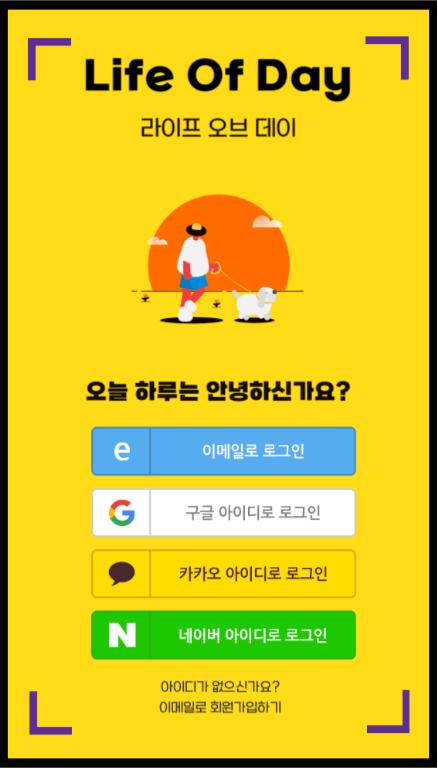 Life Of Day
라이프 오브 데이
오늘 하루는 안녕하신가요?
e 이메일로 로그인
G 구글 아이디로 로그인
카카오 아이디로 로그인
N 네이버 아이디로 로그인
아이디가 없으신가요?
이메일로 회원가입하기